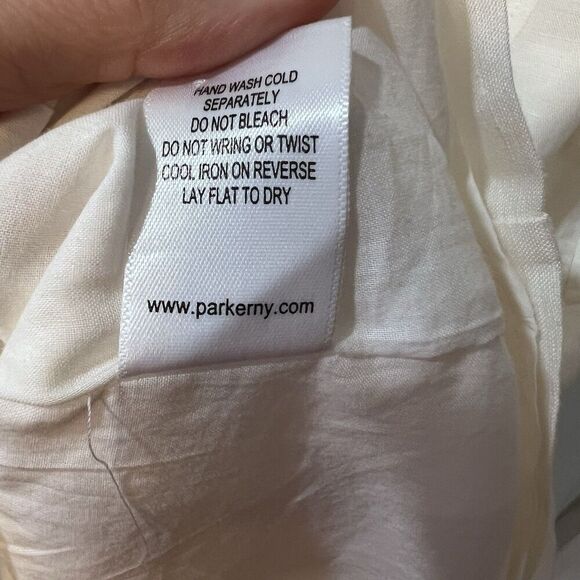 HAND WASH COLD
SEPARATELY
DO NOT BLEACH
DO NOT WRING OR TWIST
COOL IRON ON REVERSE
LAY FLAT TO DRY
www.parkerny.com